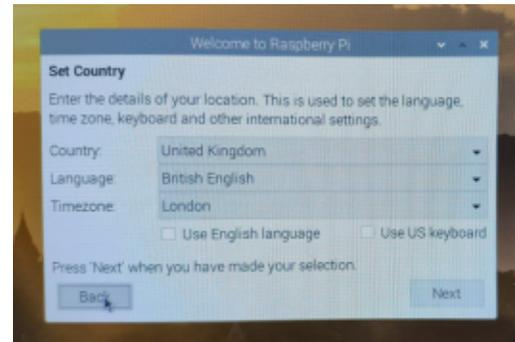 Welcome to Raspberry Pi
Set Country
Enter the details of your location. This is used to set the language,
time zone, keyboard and other international settings.
Country: United Kingdom
Language: British English
Timezone: London
Use English language Use US keyboard
Press 'Next' when you have made your selection.
Back Next